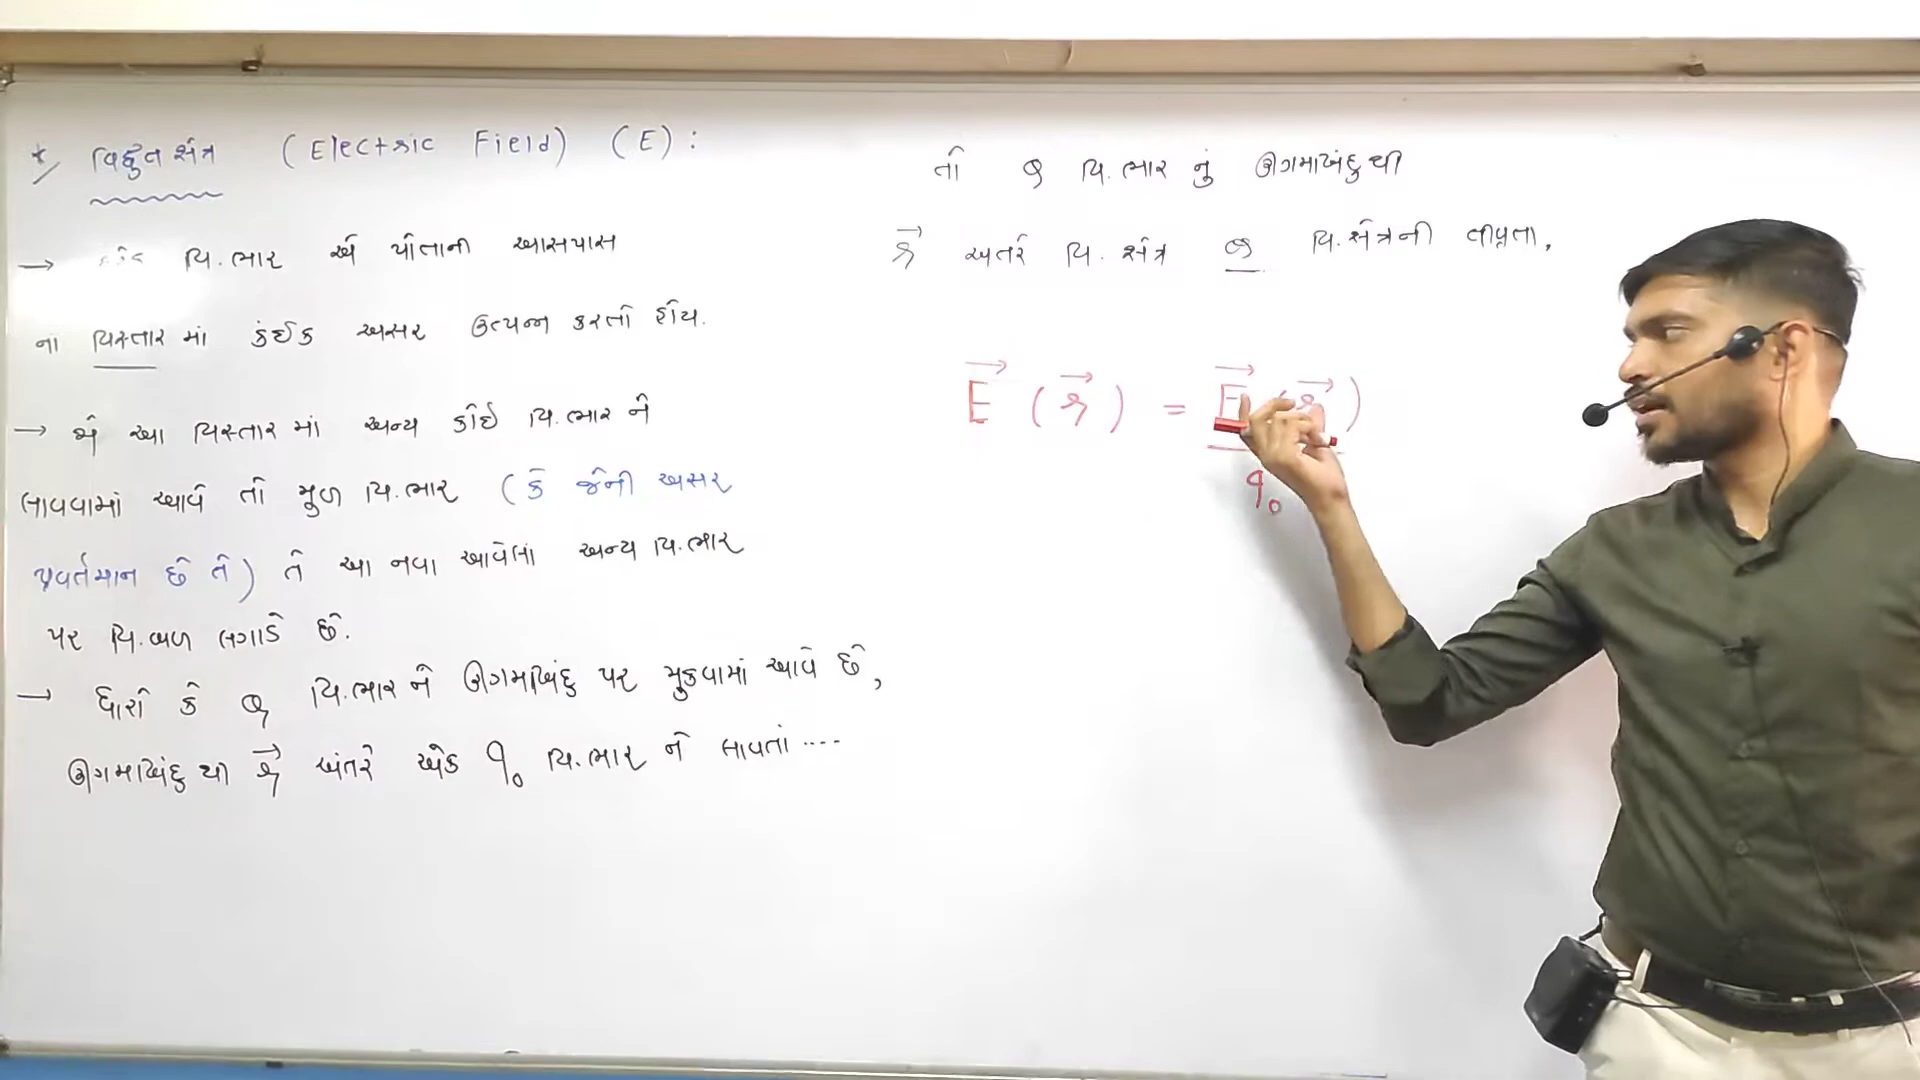 * વિદ્યુત ક્ષેત્ર (Electric Field) (E) :
→ વિ.ભાર એ પોતાની આસપાસ
ના વિસ્તાર માં કંઈક અસર ઉત્પન્ન કરતો હોય.
→ જો આ વિસ્તાર માં અન્ય કોઈ વિ.ભાર ને
લાવવામાં આવે તો મૂળ વિ.ભાર (કે જેની અસર
પ્રવર્તમાન છે તે) તે આ નવા આવેલાં અન્ય વિ.ભાર
પર વિ.બળ લગાડે છે.
→ ધારો કે Q વિ.ભાર ને ઊગમબિંદુ પર મુકવામાં આવે છે,
ઊગમબિંદુ થી r⃗ અંતરે એક q₀ વિ.ભાર ને લાવતાં ....
તો Q વિ.ભાર નું ઊગમબિંદુથી
r⃗ અંતરે વિ. ક્ષેત્ર વિ.ક્ષેત્રની તીવ્રતા,
E⃗ (r⃗) = F⃗ (r⃗)
q₀